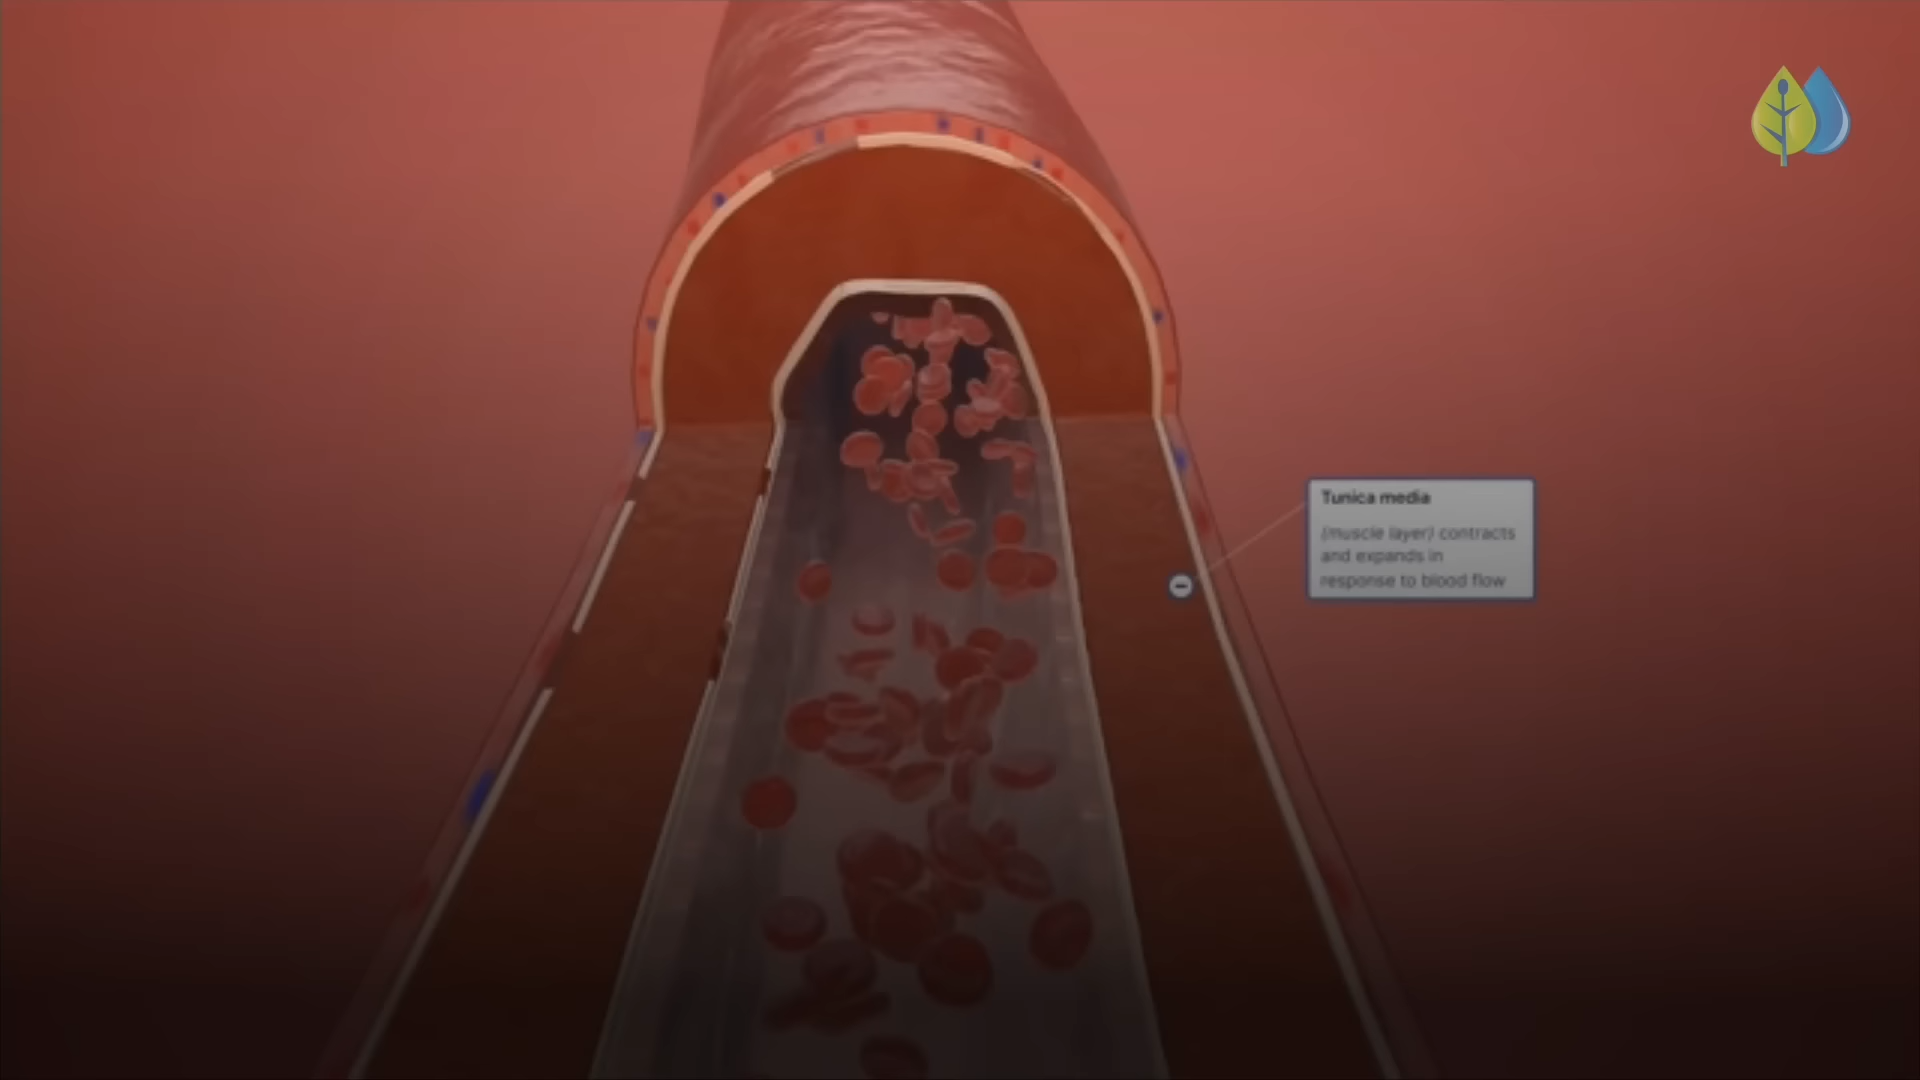 Tunica media
(muscle layer) contracts
and expands in
response to blood flow